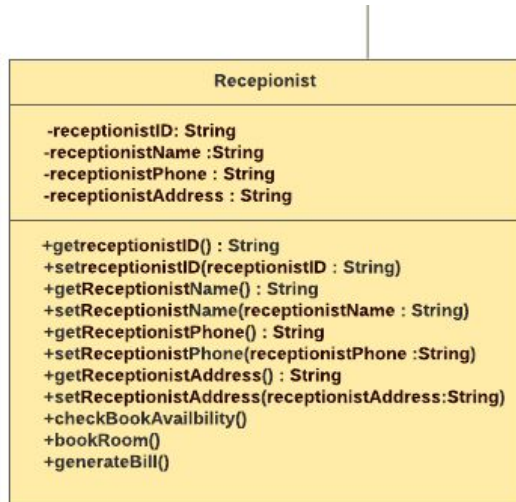 Recepionist
-receptionistID: String
-receptionistName :String
-receptionistPhone : String
-receptionistAddress : String
+getreceptionistID() : String
+setreceptionistID(receptionistID : String)
+getReceptionistName() : String
+setReceptionistName(receptionistName : String)
+getReceptionistPhone() : String
+setReceptionistPhone(receptionistPhone :String)
+getReceptionistAddress() : String
+setReceptionistAddress(receptionistAddress:String)
+checkBookAvailbility()
+bookRoom()
+generateBill()